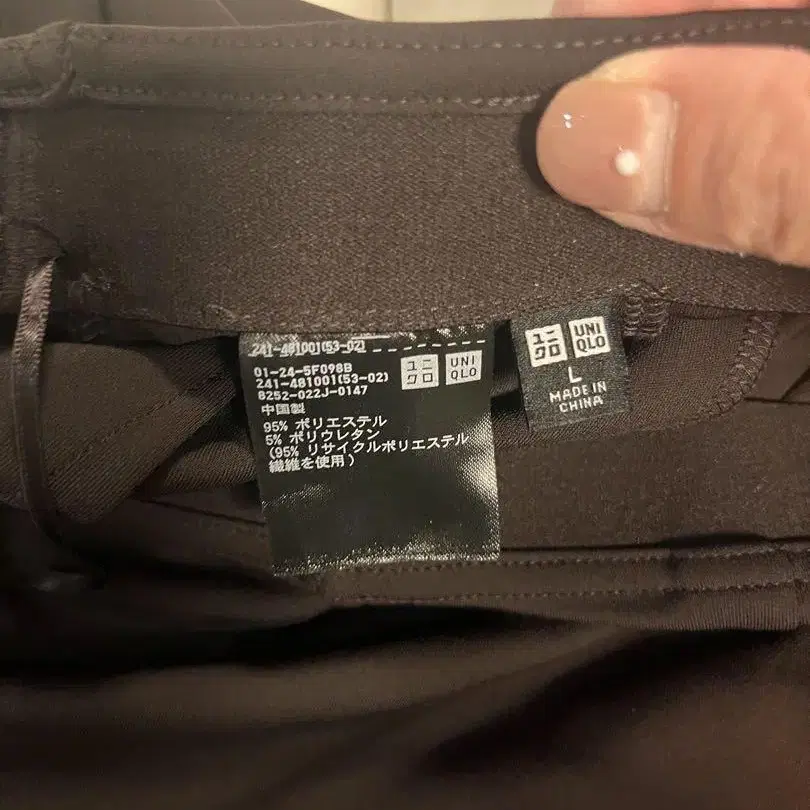 241-481001(53-02)
01-24-5F098B
241-481001(53-02)
8252-022J-0147
中国製
ユニ
クロ
UNI
QLO
95% ポリエステル
5% ポリウレタン
(95% リサイクルポリエステル
繊維を使用)
ユニ
クロ
UNI
QLO
L
MADE IN
CHINA